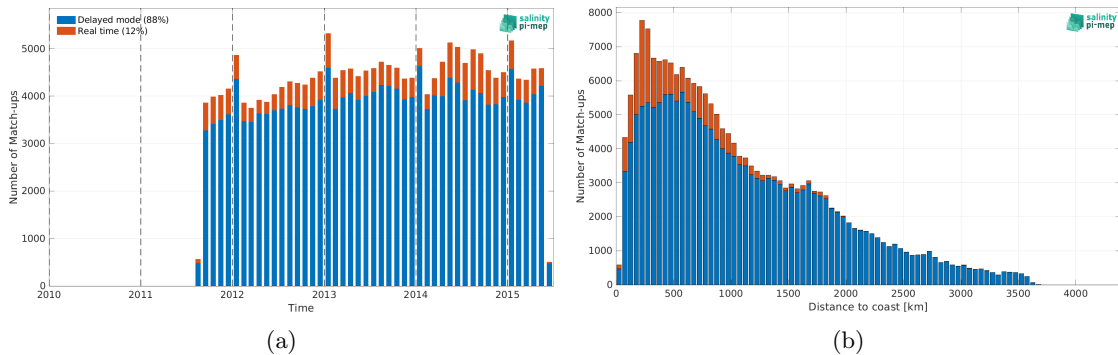 Delayed mode (88%)
Real time (12%)
salinity
pi-mep
5000
4000
3000
2000
1000
0
Number of Match-ups
2010
2011
2012
2013
2014
2015
Time
(a)
salinity
pi-mep
8000
7000
6000
5000
4000
3000
2000
1000
0
Number of Match-ups
0
500
1000
1500
2000
2500
3000
3500
4000
Distance to coast [km]
(b)